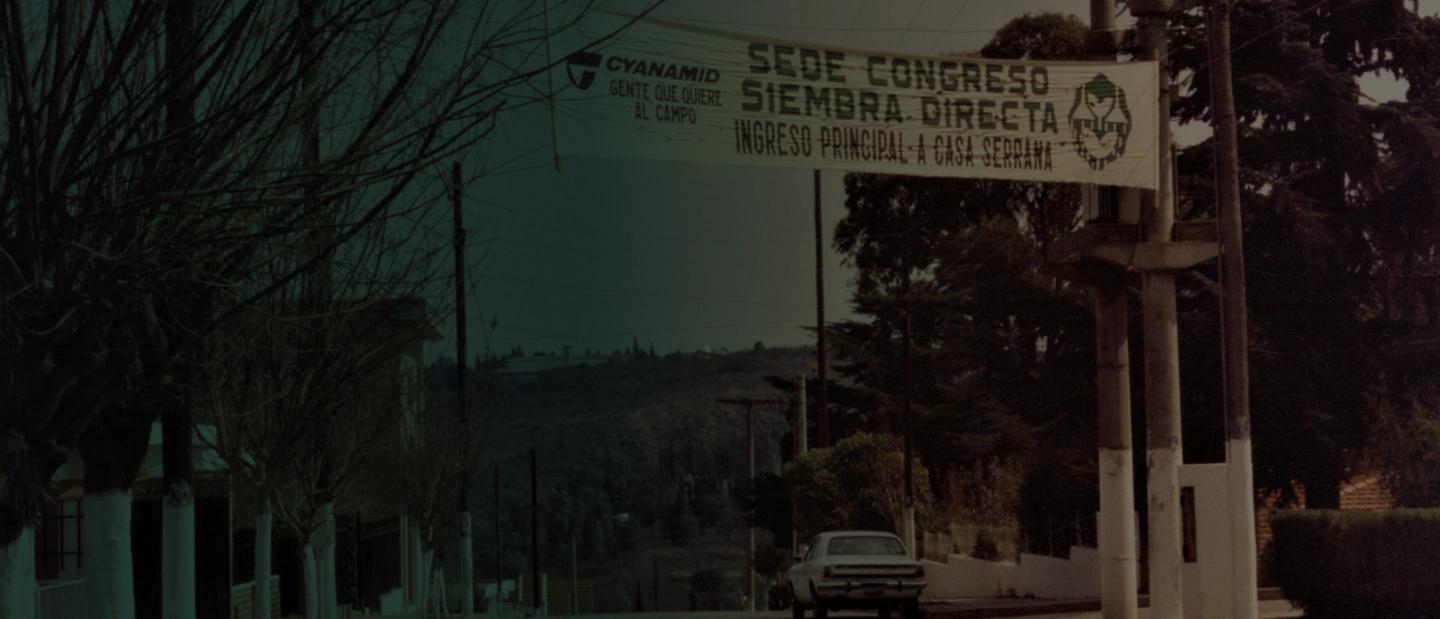 CYANAMID
GENTE QUE QUIERE
AL CAMPO
SEDE CONGRESO
SIEMBRA DIRECTA
INGRESO PRINCIPAL A CASA SERRANA